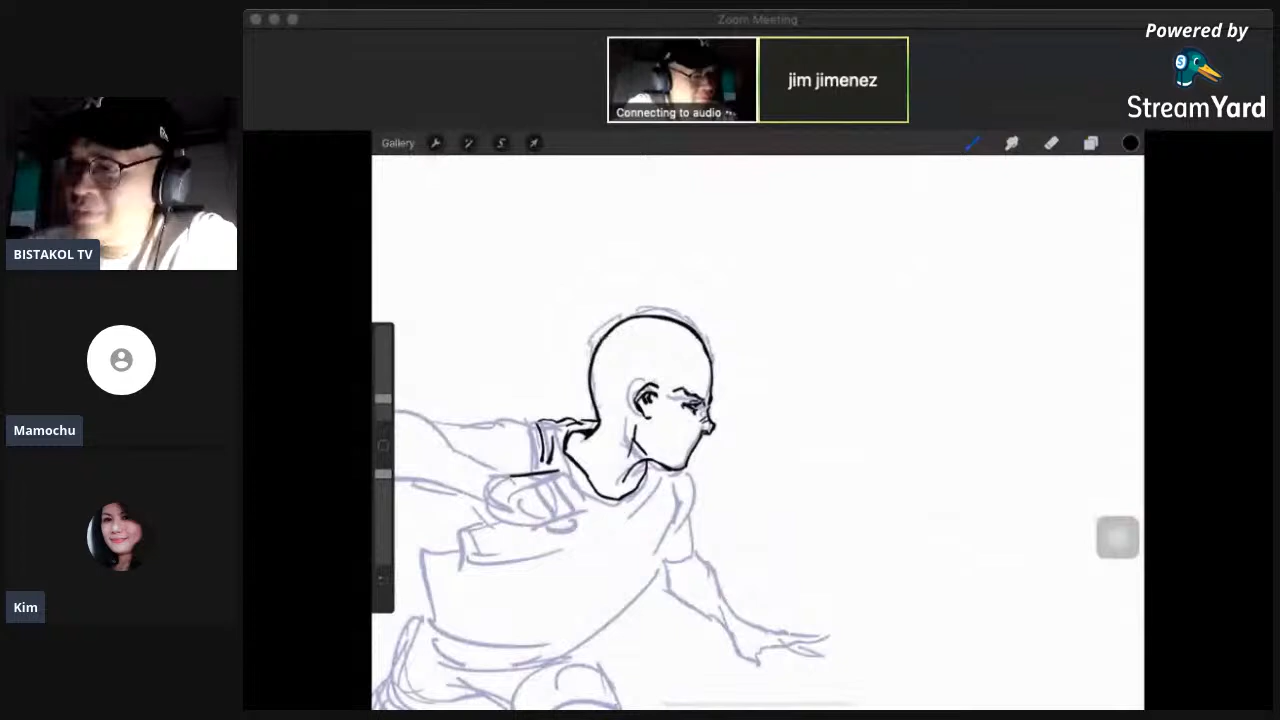 Zoom Meeting
Powered by
StreamYard
jim jimenez
Connecting to audio
Gallery
BISTAKOL TV
Mamochu
Kim